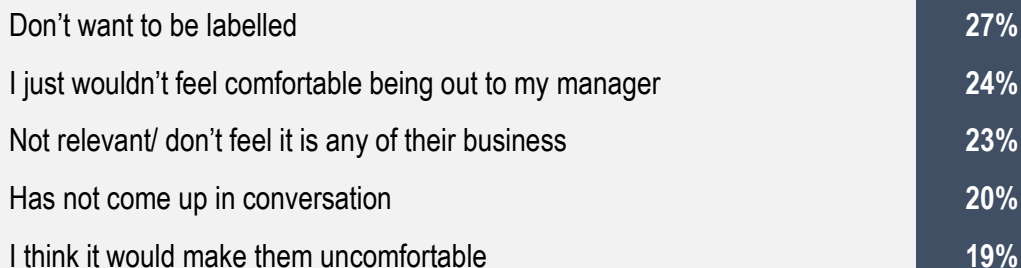 Don’t want to be labelled 27%
I just wouldn’t feel comfortable being out to my manager 24%
Not relevant/ don’t feel it is any of their business 23%
Has not come up in conversation 20%
I think it would make them uncomfortable 19%